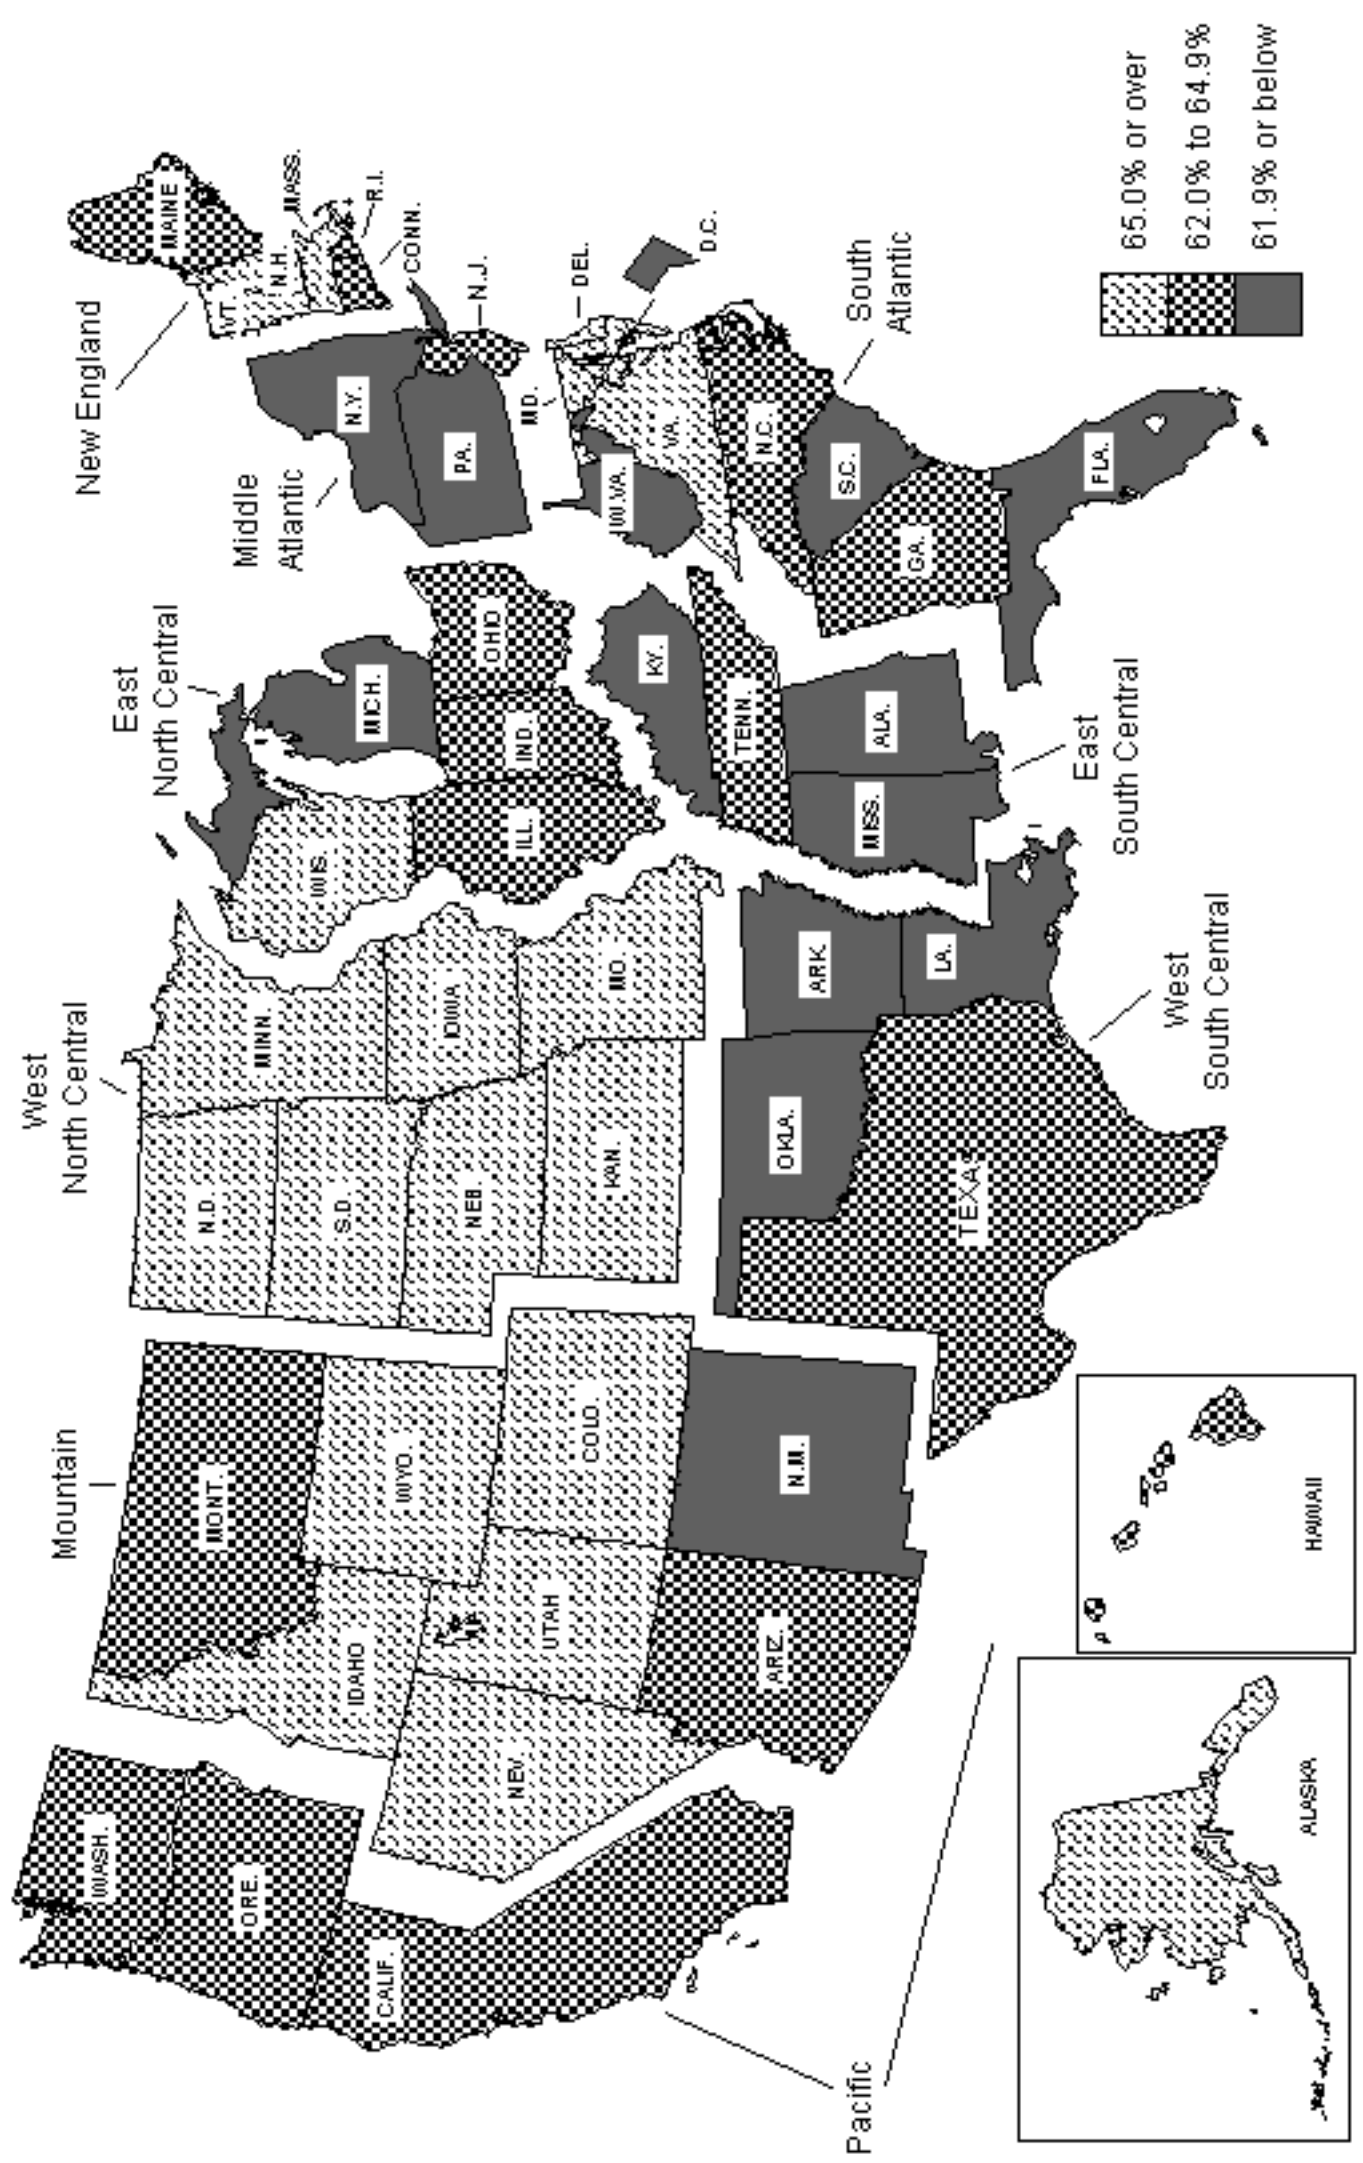 Mountain
West
North Central
East
North Central
Middle
Atlantic
New England
WASH.
ORE.
CALIF.
MONT.
IDAHO
WYO.
NEV.
UTAH
COLO.
ARIZ.
N.M.
N.D.
S.D.
NEB.
KAN.
MINN.
IOWA
MO.
WIS.
MICH.
ILL.
IND.
OHIO
N.Y.
PA.
VT.
N.H.
MAINE
MASS.
R.I.
CONN.
N.J.
DEL.
MD.
D.C.
W.VA.
VA.
KY.
TENN.
N.C.
S.C.
GA.
FLA.
ALA.
MISS.
ARK.
LA.
OKLA.
TEXAS
South
Atlantic
East
South Central
West
South Central
Pacific
ALASKA
HAWAII
65.0% or over
62.0% to 64.9%
61.9% or below